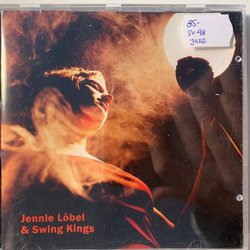 85:-
SV 98
JAZZ
Jennie Löbel
& Swing Kings